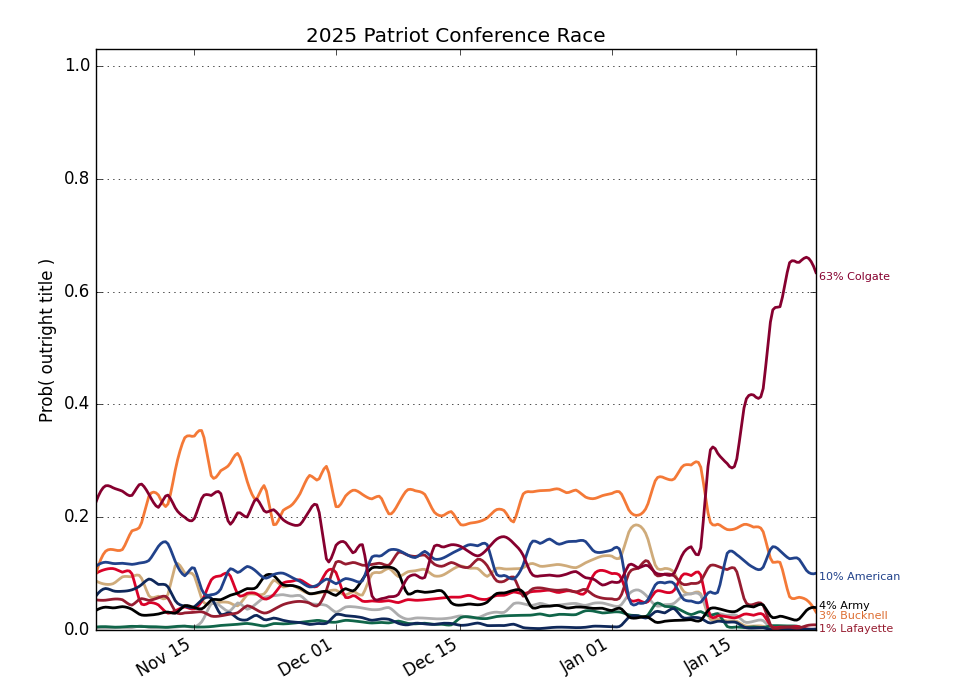 2025 Patriot Conference Race
Prob( outright title )
1.0
0.8
0.6
0.4
0.2
0.0
63% Colgate
10% American
4% Army
3% Bucknell
1% Lafayette
Nov 15
Dec 01
Dec 15
Jan 01
Jan 15